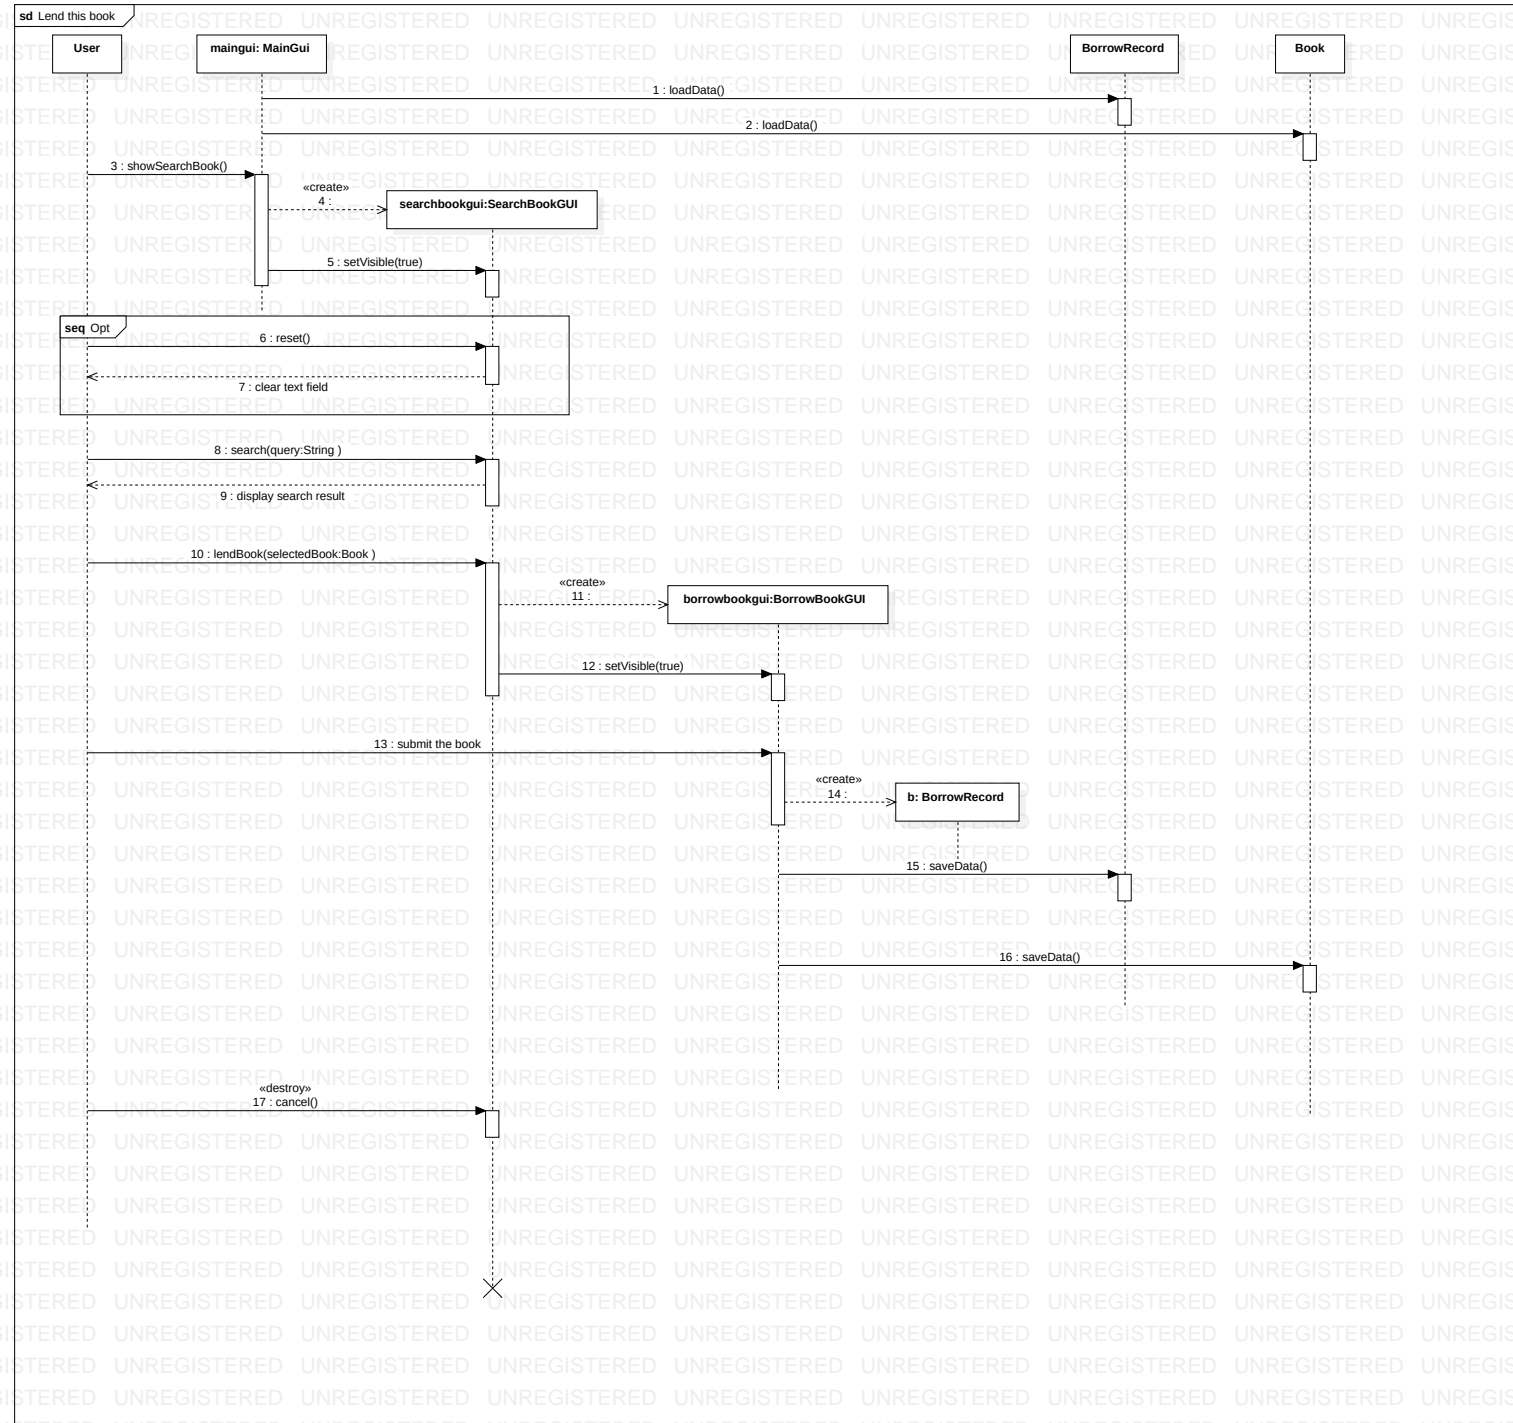 sd Lend this book
User
maingui: MainGui
BorrowRecord
Book
1 : loadData()
2 : loadData()
3 : showSearchBook()
«create»
4 :
searchbookgui:SearchBookGUI
5 : setVisible(true)
seq Opt
6 : reset()
7 : clear text field
8 : search(query:String )
9 : display search result
10 : lendBook(selectedBook:Book )
«create»
11 :
borrowbookgui:BorrowBookGUI
12 : setVisible(true)
13 : submit the book
«create»
14 :
b: BorrowRecord
15 : saveData()
16 : saveData()
«destroy»
17 : cancel()
UNREGISTERED